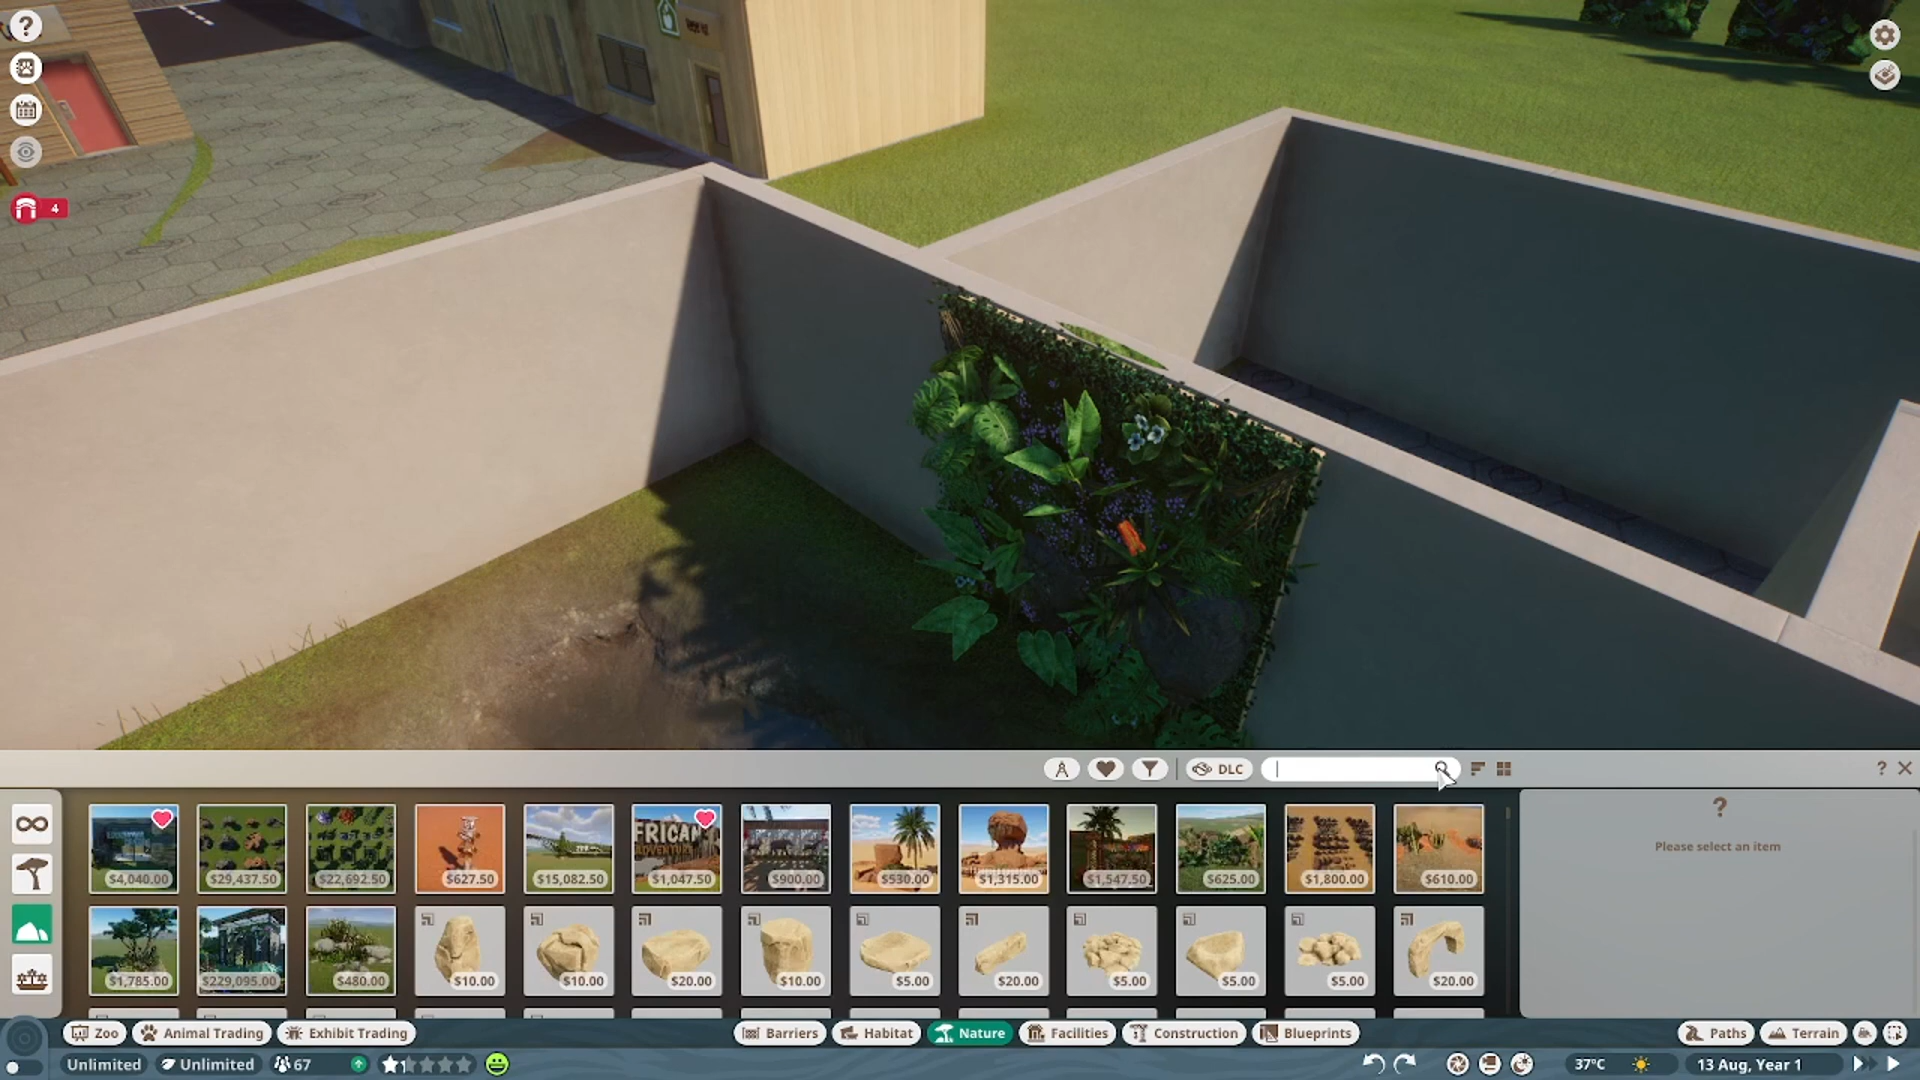 4
DLC
Please select an item
$4,040.00 $29,437.50 $22,692.50 $627.50 $15,082.50 $1,047.50 $900.00 $530.00 $1,315.00 $1,547.50 $625.00 $1,800.00 $610.00
$1,785.00 $229,095.00 $480.00 $10.00 $10.00 $20.00 $10.00 $5.00 $20.00 $5.00 $5.00 $5.00 $20.00
Zoo Animal Trading Exhibit Trading Barriers Habitat Nature Facilities Construction Blueprints Paths Terrain
Unlimited Unlimited 67 37°C 13 Aug, Year 1